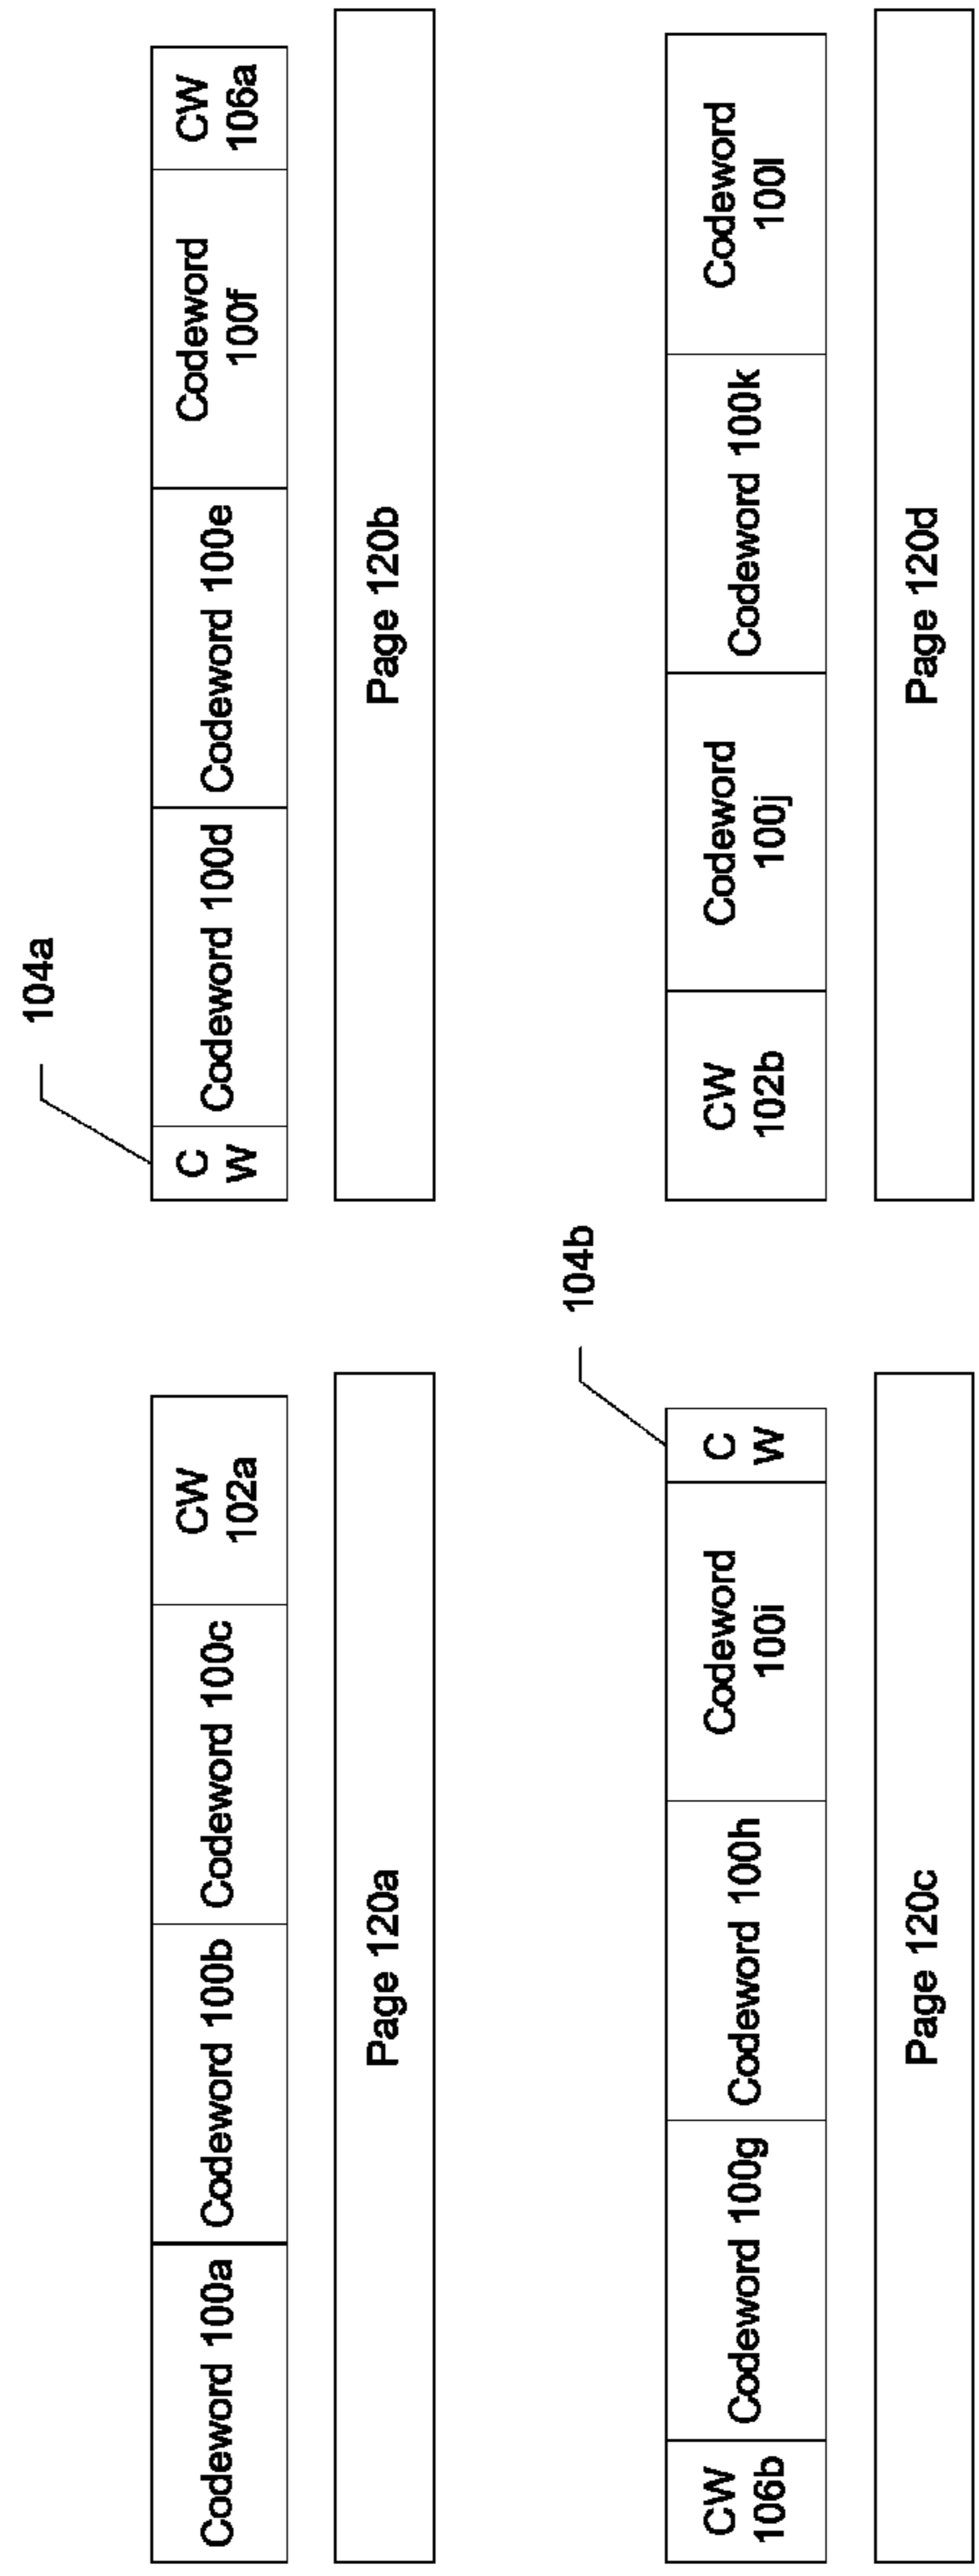 Codeword 100a
Codeword 100b
Codeword 100c
CW
102a
Page 120a
104a
C
W
Codeword 100d
Codeword 100e
Codeword
100f
CW
106a
Page 120b
CW
106b
Codeword 100g
Codeword 100h
Codeword
100i
104b
C
W
Page 120c
CW
102b
Codeword
100j
Codeword 100k
Codeword
100l
Page 120d